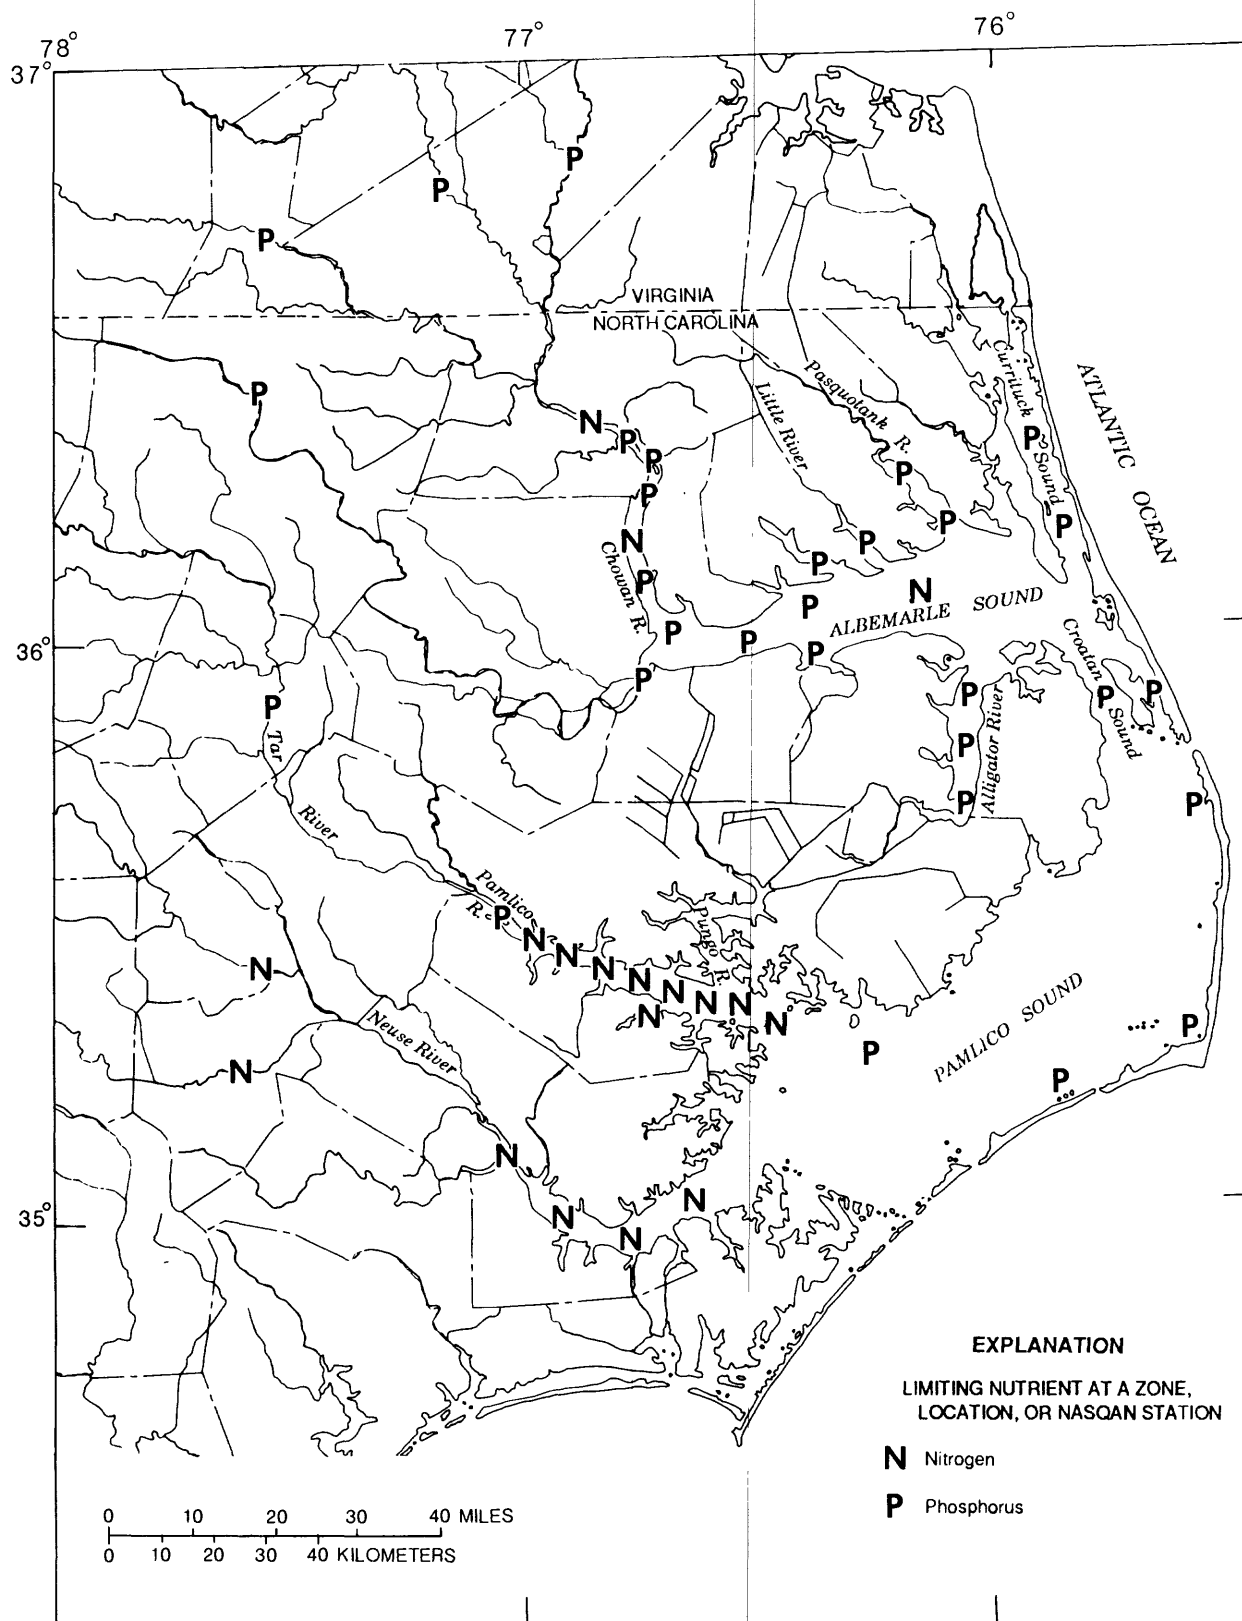 78°
77°
76°
37°
P
P
P
VIRGINIA
NORTH CAROLINA
P
Currituck
Sound
ATLANTIC OCEAN
Pasquotank R.
Little River
N
P
P
P
P
P
P
P
P
P
N
Chowan R.
P
P
N
P
ALBEMARLE SOUND
P
P
P
P
36°
Croatan
Sound
P
P
P
P
P
Tar
River
P
Alligator River
P
P
Pamlico
R.
P
N
N
N
N
N
N
N
N
N
Pungo R.
N
PAMLICO SOUND
P
P
P
Neuse River
N
N
N
N
N
35°
EXPLANATION
LIMITING NUTRIENT AT A ZONE,
LOCATION, OR NASQAN STATION
N Nitrogen
P Phosphorus
0 10 20 30 40 MILES
0 10 20 30 40 KILOMETERS